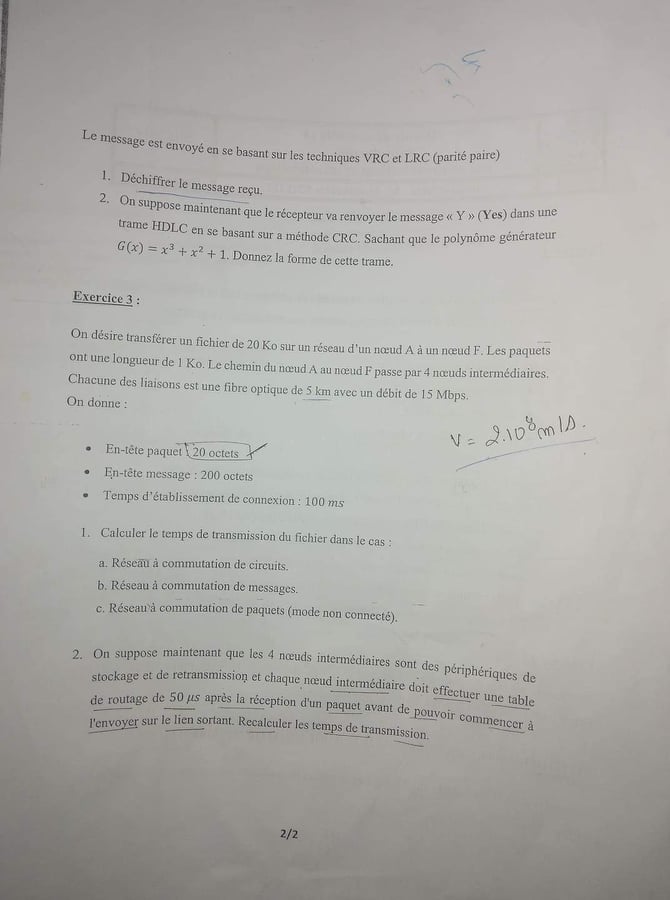 Le message est envoyé en se basant sur les techniques VRC et LRC (parité paire)
1. Déchiffrer le message reçu.
2. On suppose maintenant que le récepteur va renvoyer le message « Y » (Yes) dans une
trame HDLC en se basant sur a méthode CRC. Sachant que le polynôme générateur
G(x) = x³ + x² + 1. Donnez la forme de cette trame.
Exercice 3 :
On désire transférer un fichier de 20 Ko sur un réseau d'un nœud A à un nœud F. Les paquets
ont une longueur de 1 Ko. Le chemin du nœud A au nœud F passe par 4 nœuds intermédiaires.
Chacune des liaisons est une fibre optique de 5 km avec un débit de 15 Mbps.
On donne :
V = 2.10⁸ m/s.
• En-tête paquet 20 octets
• En-tête message : 200 octets
• Temps d'établissement de connexion : 100 ms
1. Calculer le temps de transmission du fichier dans le cas :
a. Réseau à commutation de circuits.
b. Réseau à commutation de messages.
c. Réseau à commutation de paquets (mode non connecté).
2. On suppose maintenant que les 4 nœuds intermédiaires sont des périphériques de
stockage et de retransmission et chaque nœud intermédiaire doit effectuer une table
de routage de 50 µs après la réception d'un paquet avant de pouvoir commencer à
l'envoyer sur le lien sortant. Recalculer les temps de transmission.
2/2